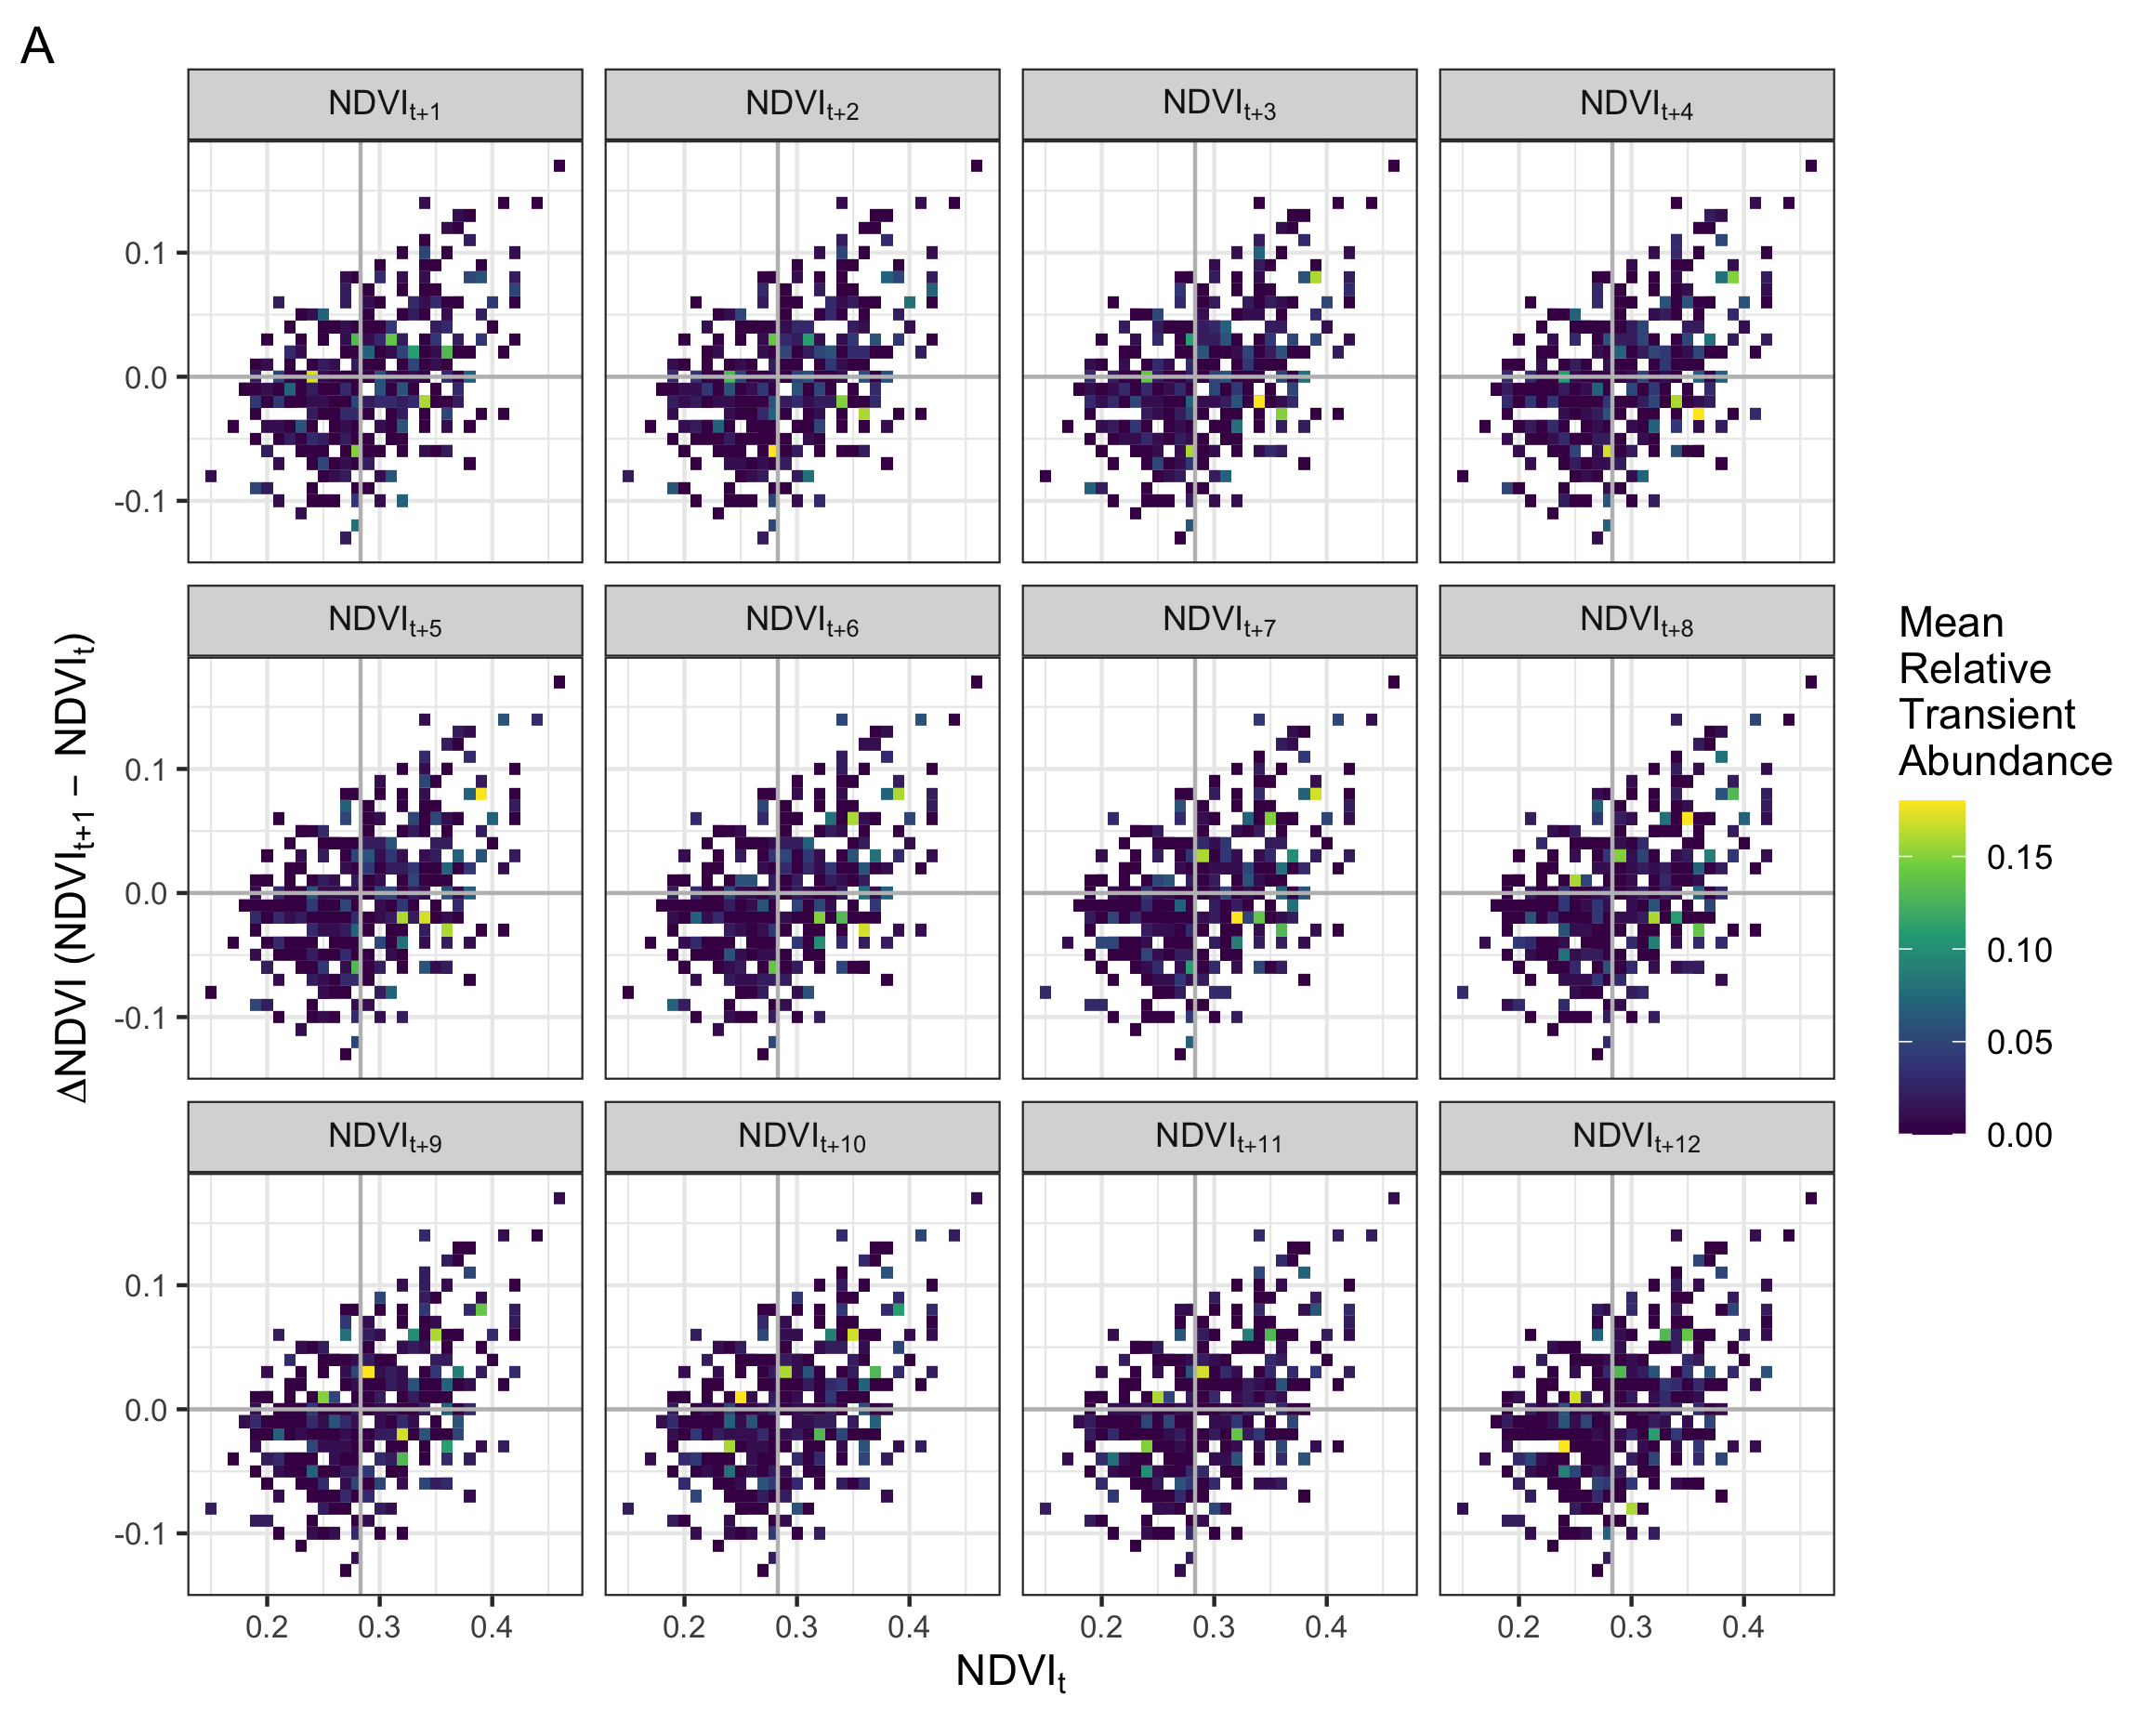 A
NDVIt+1 NDVIt+2 NDVIt+3 NDVIt+4
0.1
0.0
-0.1
NDVIt+5 NDVIt+6 NDVIt+7 NDVIt+8
0.1
0.0
-0.1
NDVIt+9 NDVIt+10 NDVIt+11 NDVIt+12
0.1
0.0
-0.1
0.2 0.3 0.4 0.2 0.3 0.4 0.2 0.3 0.4 0.2 0.3 0.4
NDVIt
ΔNDVI (NDVIt+1 − NDVIt)
Mean
Relative
Transient
Abundance
0.15
0.10
0.05
0.00